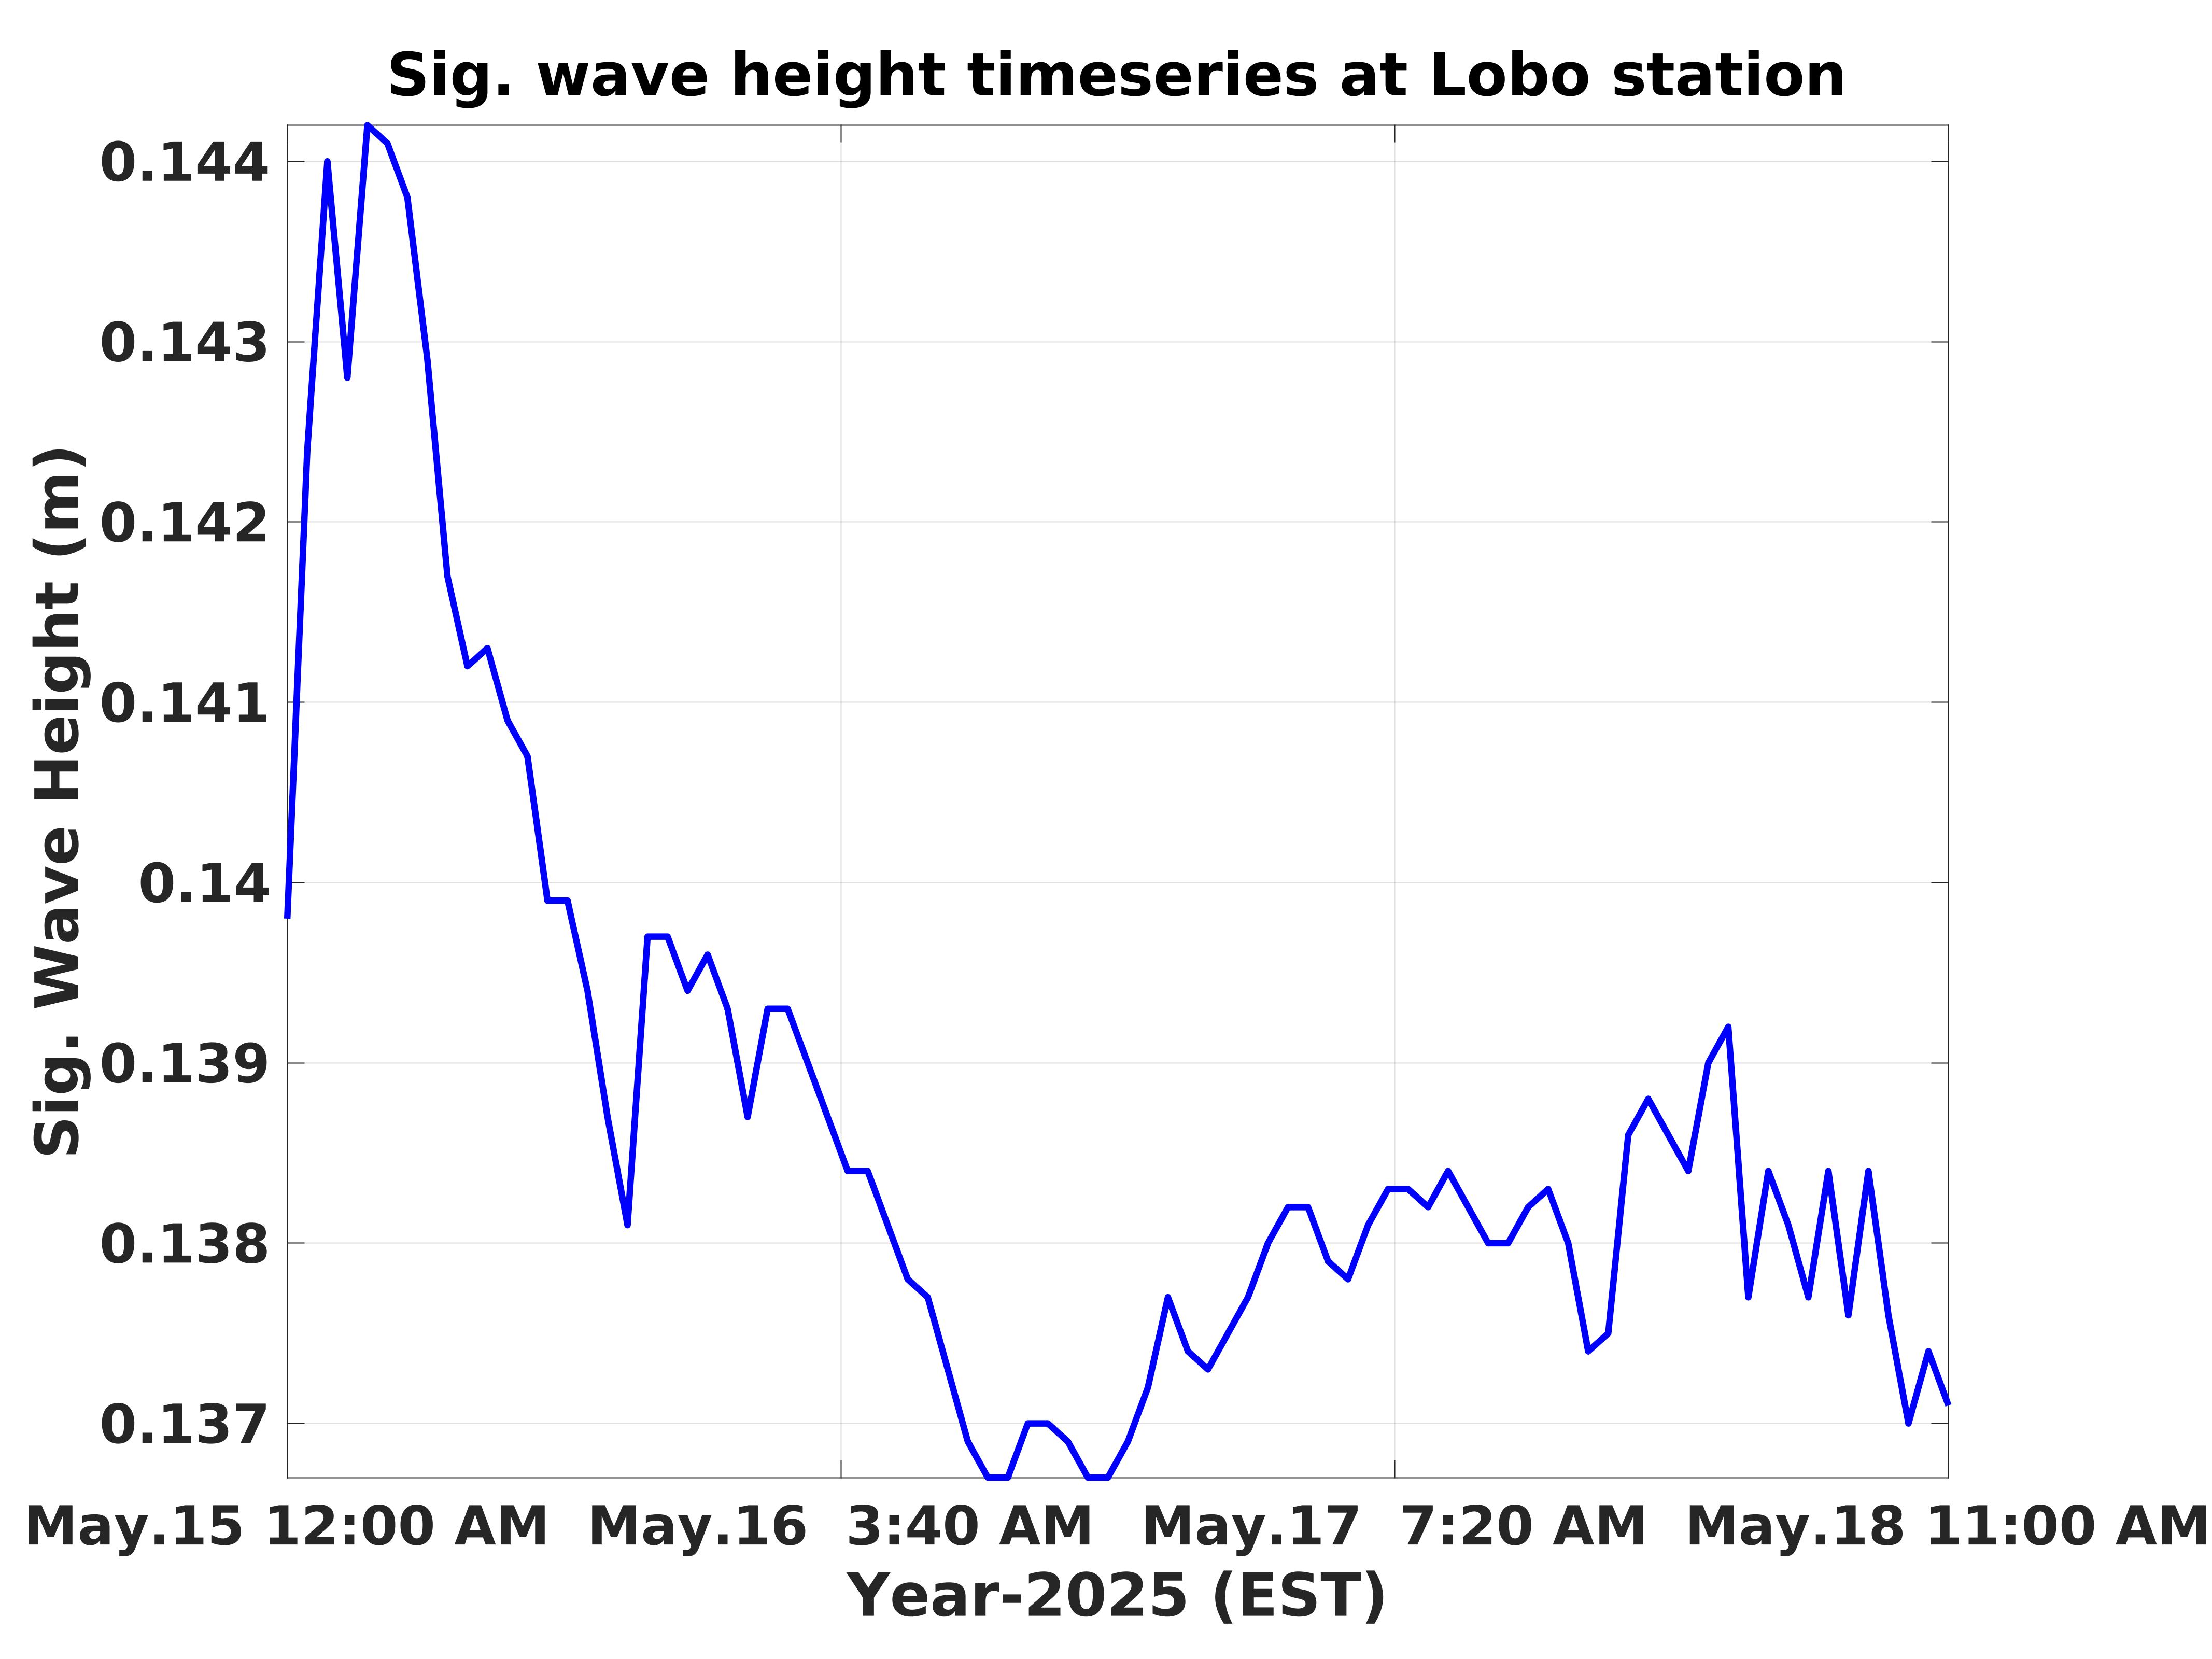 Sig. wave height timeseries at Lobo station
Sig. Wave Height (m)
0.144
0.143
0.142
0.141
0.14
0.139
0.138
0.137
May.15 12:00 AM May.16 3:40 AM May.17 7:20 AM May.18 11:00 AM
Year-2025 (EST)